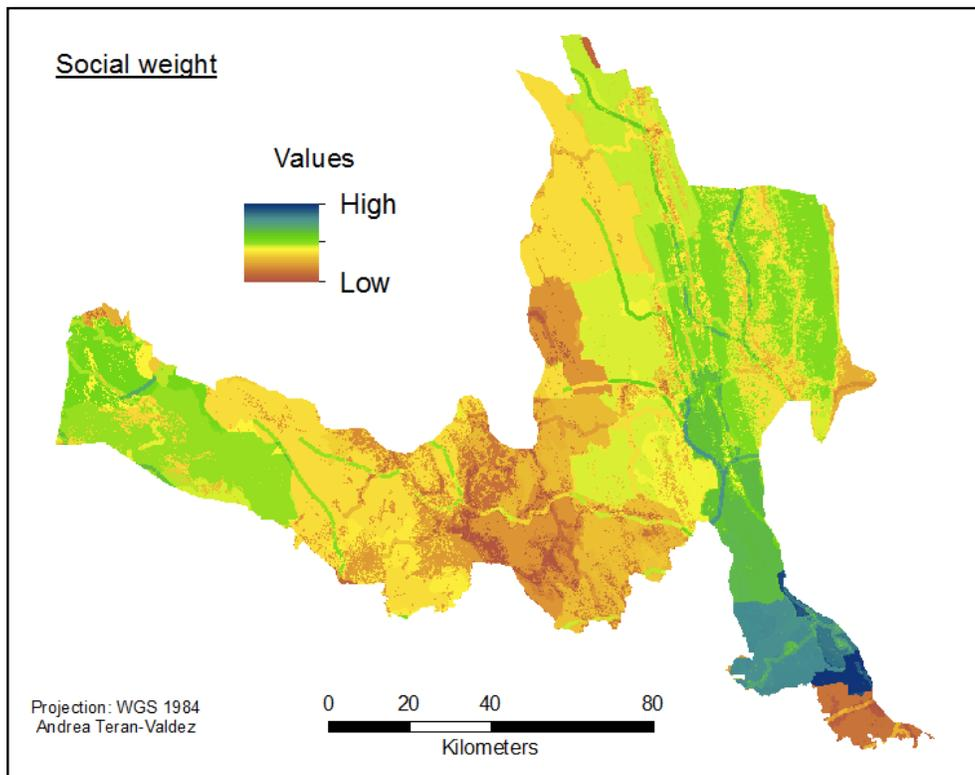 Social weight
Values
High
Low
Projection: WGS 1984
Andrea Teran-Valdez
0 20 40 80
Kilometers